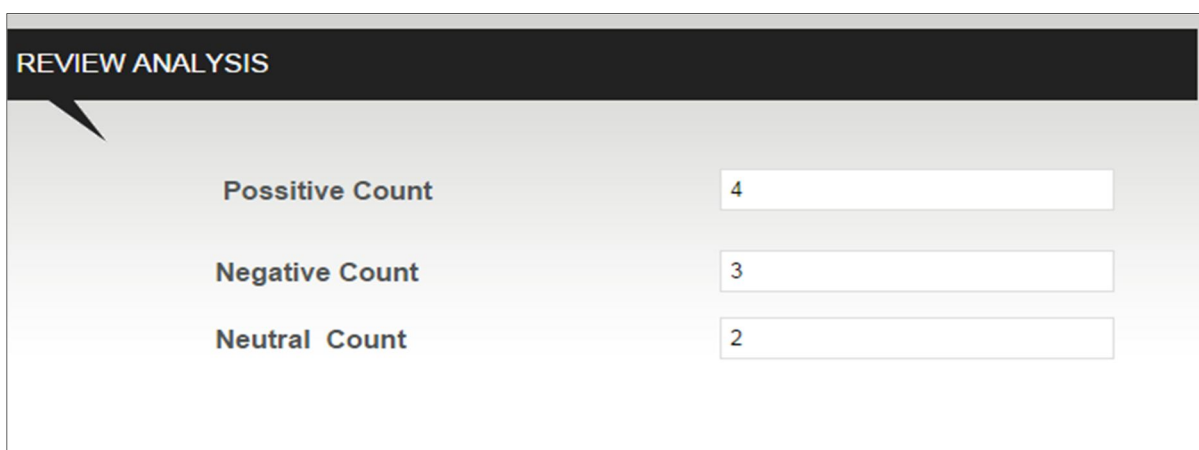 REVIEW ANALYSIS
Possitive Count 4
Negative Count 3
Neutral Count 2